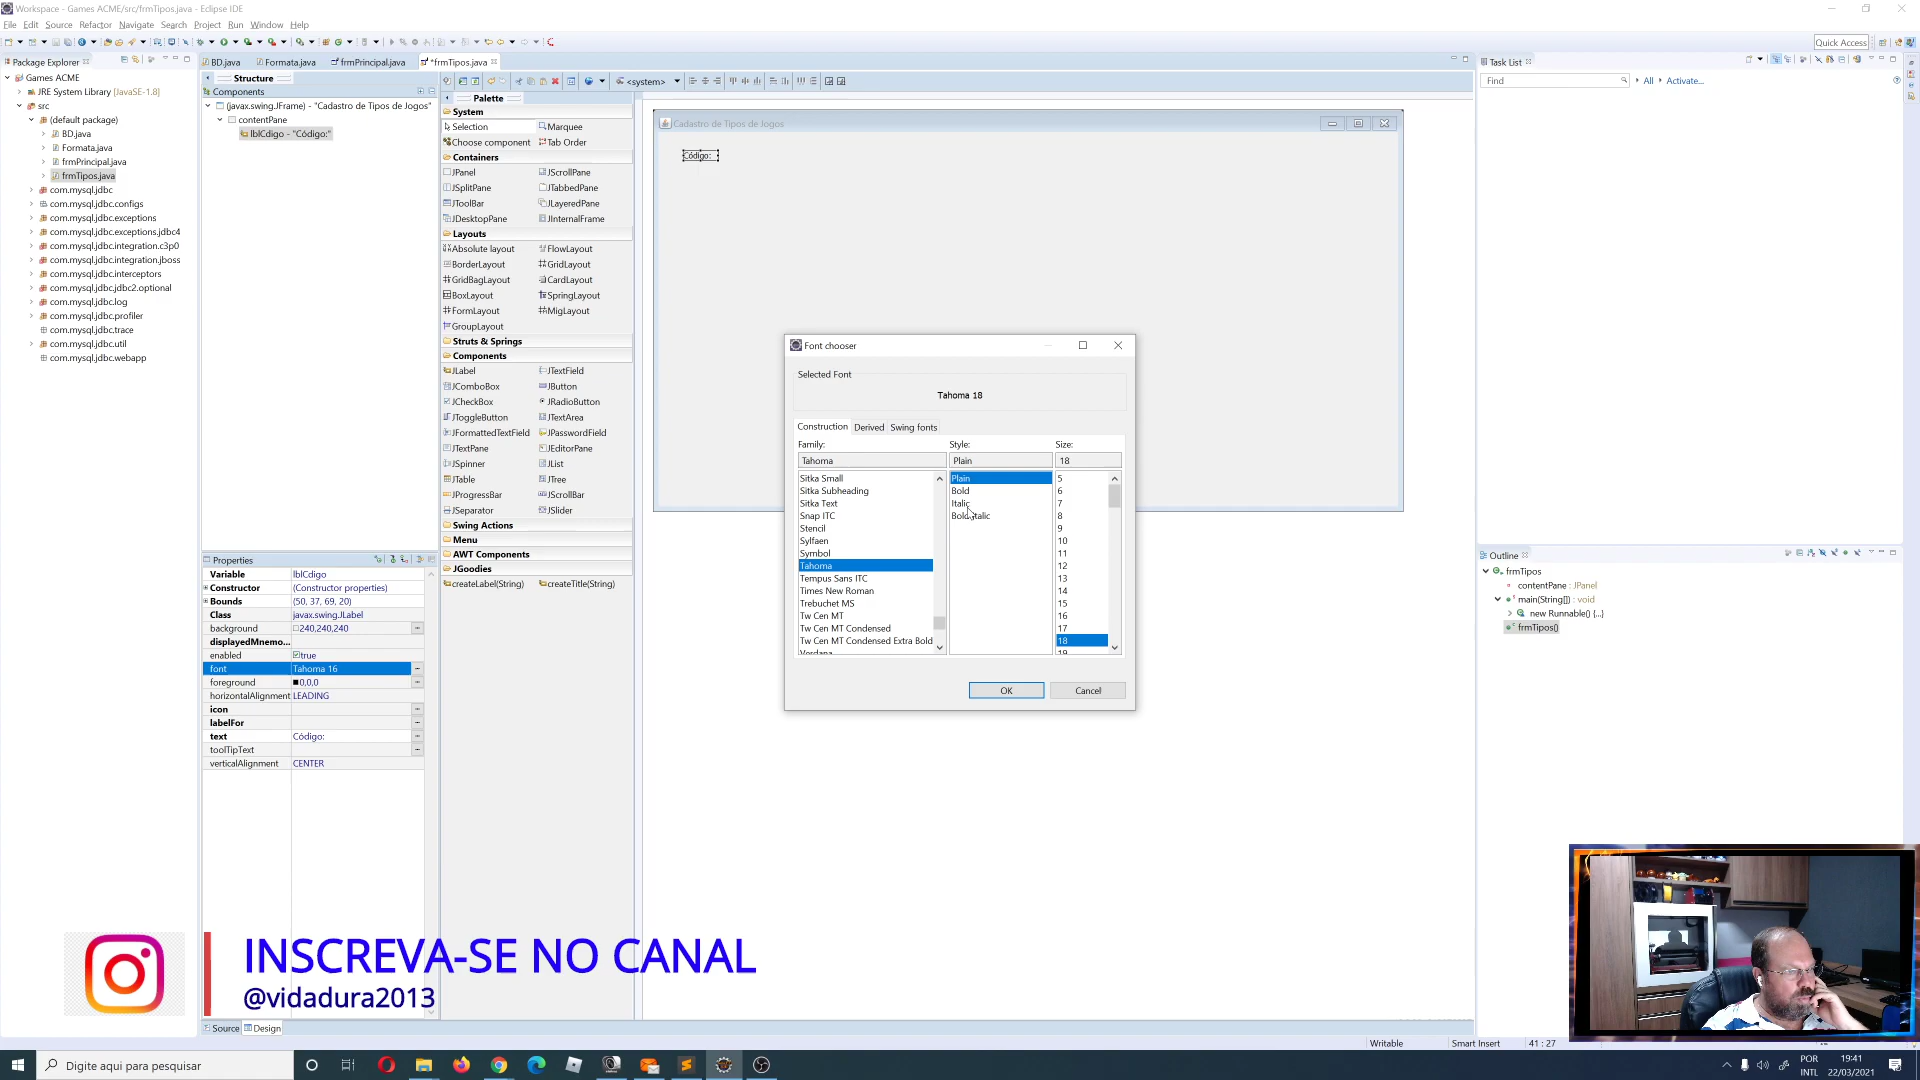 Workspace - Games ACME/src/frmTipos.java - Eclipse IDE
File Edit Source Refactor Navigate Search Project Run Window Help
Quick Access
Package Explorer
Games ACME
JRE System Library [JavaSE-1.8]
src
(default package)
BD.java
Formata.java
frmPrincipal.java
frmTipos.java
com.mysql.jdbc
com.mysql.jdbc.configs
com.mysql.jdbc.exceptions
com.mysql.jdbc.exceptions.jdbc4
com.mysql.jdbc.integration.c3p0
com.mysql.jdbc.integration.jboss
com.mysql.jdbc.interceptors
com.mysql.jdbc.jdbc2.optional
com.mysql.jdbc.log
com.mysql.jdbc.profiler
com.mysql.jdbc.trace
com.mysql.jdbc.util
com.mysql.jdbc.webapp
BD.java Formata.java frmPrincipal.java *frmTipos.java
Structure
Components
(javax.swing.JFrame) - "Cadastro de Tipos de Jogos"
contentPane
lblCdigo - "Código:"
Properties
Variable lblCdigo
Constructor (Constructor properties)
Bounds (50, 37, 69, 20)
Class javax.swing.JLabel
background 240,240,240
displayedMnemo...
enabled true
font Tahoma 16
foreground 0,0,0
horizontalAlignment LEADING
icon
labelFor
text Código:
toolTipText
verticalAlignment CENTER
Source Design
<system>
Palette
System
Selection Marquee
Choose component Tab Order
Containers
JPanel JScrollPane
JSplitPane JTabbedPane
JToolBar JLayeredPane
JDesktopPane JInternalFrame
Layouts
Absolute layout FlowLayout
BorderLayout GridLayout
GridBagLayout CardLayout
BoxLayout SpringLayout
FormLayout MigLayout
GroupLayout
Struts & Springs
Components
JLabel JTextField
JComboBox JButton
JCheckBox JRadioButton
JToggleButton JTextArea
JFormattedTextField JPasswordField
JTextPane JEditorPane
JSpinner JList
JTable JTree
JProgressBar JScrollBar
JSeparator JSlider
Swing Actions
Menu
AWT Components
JGoodies
createLabel(String) createTitle(String)
Cadastro de Tipos de Jogos
Código:
Font chooser
Selected Font
Tahoma 18
Construction Derived Swing fonts
Family: Style: Size:
Tahoma Plain 18
Sitka Small
Sitka Subheading
Sitka Text
Snap ITC
Stencil
Sylfaen
Symbol
Tahoma
Tempus Sans ITC
Times New Roman
Trebuchet MS
Tw Cen MT
Tw Cen MT Condensed
Tw Cen MT Condensed Extra Bold
Verdana
Plain
Bold
Italic
Bold Italic
5
6
7
8
9
10
11
12
13
14
15
16
17
18
19
OK Cancel
Task List
Find All Activate...
Outline
frmTipos
contentPane : JPanel
main(String[]) : void
new Runnable() {...}
frmTipos()
INSCREVA-SE NO CANAL
@vidadura2013
Writable Smart Insert 41 : 27
Digite aqui para pesquisar
POR
INTL
19:41
22/03/2021